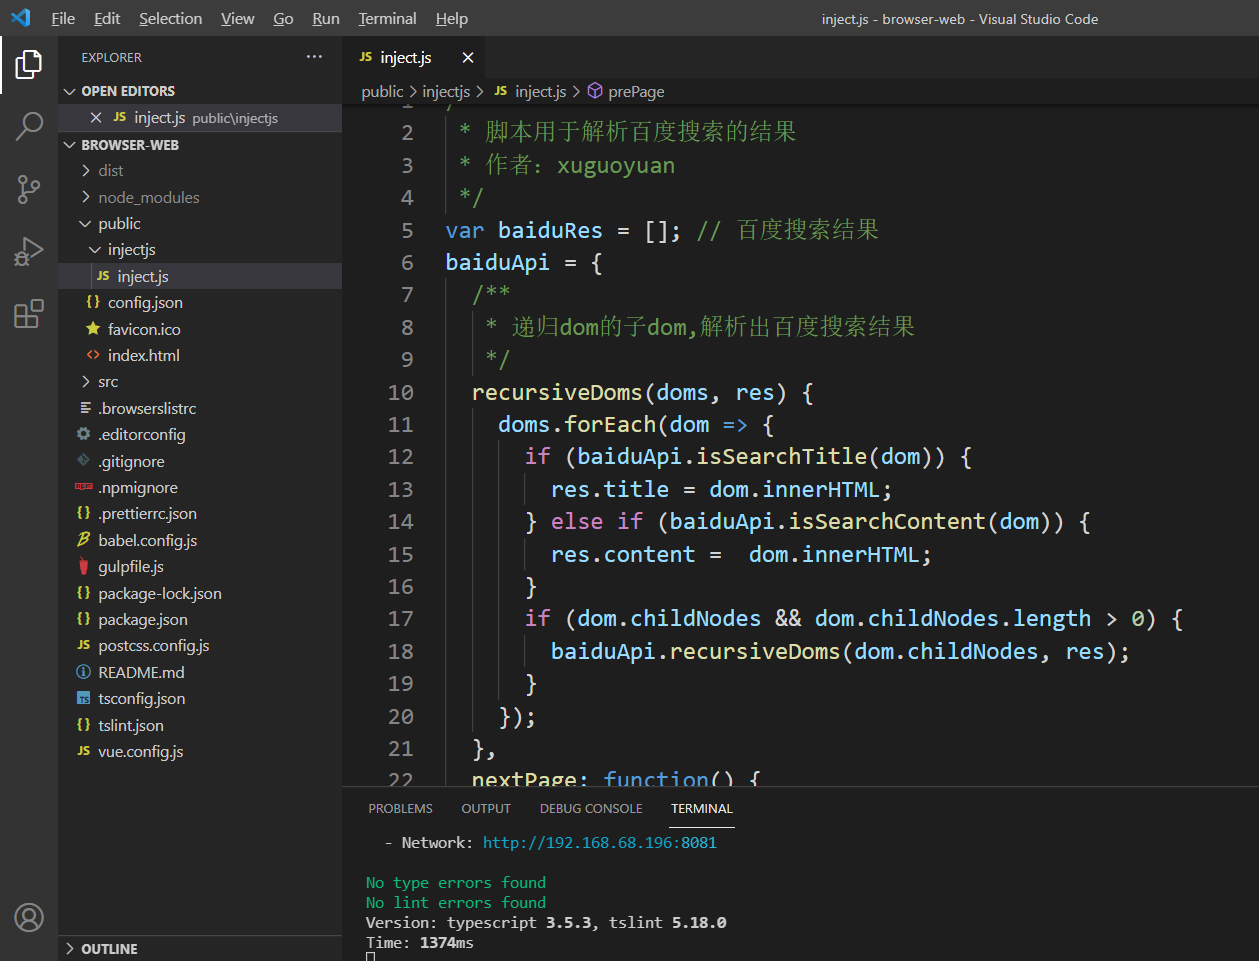 File Edit Selection View Go Run Terminal Help inject.js - browser-web - Visual Studio Code
EXPLORER ...
OPEN EDITORS
JS inject.js public\injectjs
BROWSER-WEB
dist
node_modules
public
injectjs
JS inject.js
{} config.json
favicon.ico
<> index.html
src
.browserslistrc
.editorconfig
.gitignore
npm .npmignore
{} .prettierrc.json
babel.config.js
gulpfile.js
{} package-lock.json
{} package.json
JS postcss.config.js
README.md
TS tsconfig.json
{} tslint.json
JS vue.config.js
OUTLINE
JS inject.js
public > injectjs > JS inject.js > prePage
2 * 脚本用于解析百度搜索的结果
3 * 作者：xuguoyuan
4 */
5 var baiduRes = []; // 百度搜索结果
6 baiduApi = {
7 /**
8 * 递归dom的子dom,解析出百度搜索结果
9 */
10 recursiveDoms(doms, res) {
11 doms.forEach(dom => {
12 if (baiduApi.isSearchTitle(dom)) {
13 res.title = dom.innerHTML;
14 } else if (baiduApi.isSearchContent(dom)) {
15 res.content =  dom.innerHTML;
16 }
17 if (dom.childNodes && dom.childNodes.length > 0) {
18 baiduApi.recursiveDoms(dom.childNodes, res);
19 }
20 });
21 },
22 nextPage: function() {
PROBLEMS OUTPUT DEBUG CONSOLE TERMINAL
- Network: http://192.168.68.196:8081
No type errors found
No lint errors found
Version: typescript 3.5.3, tslint 5.18.0
Time: 1374ms